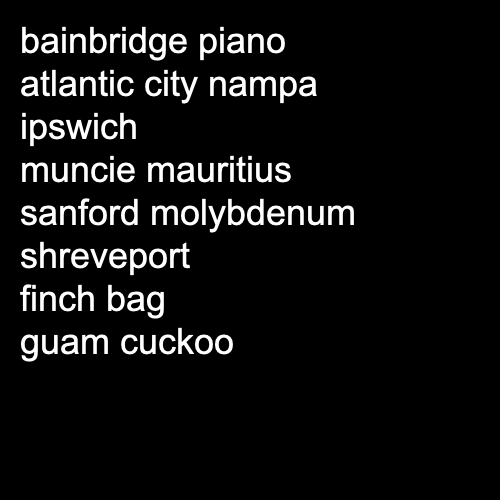 bainbridge piano
atlantic city nampa
ipswich
muncie mauritius
sanford molybdenum
shreveport
finch bag
guam cuckoo